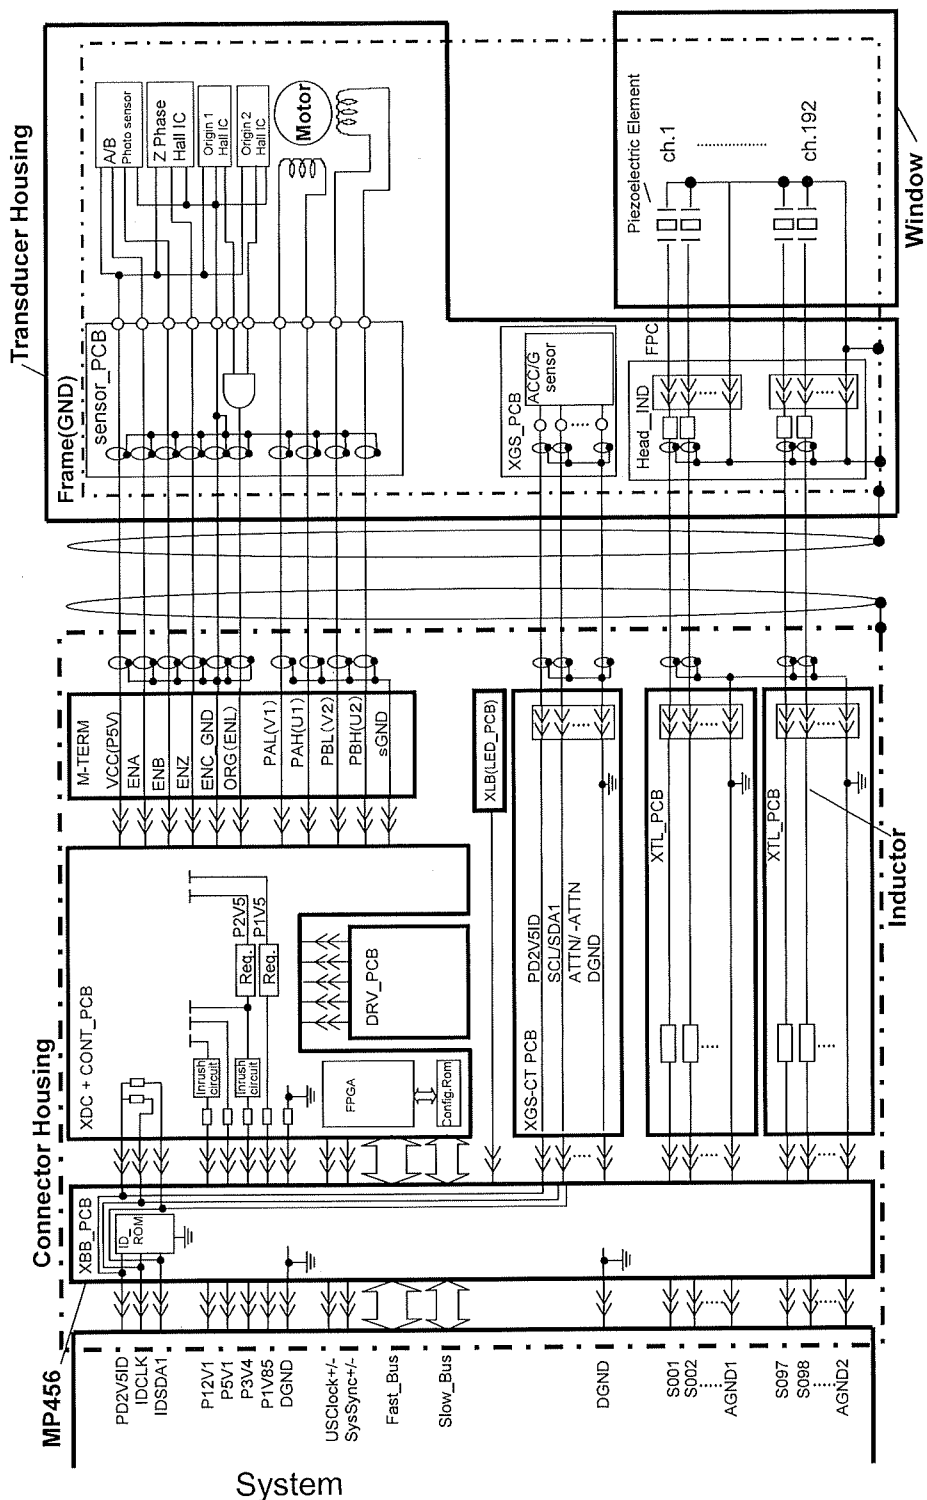 Transducer Housing
Frame(GND)
A/B
Photo sensor
Z Phase
Hall IC
Origin 1
Hall IC
Origin 2
Hall IC
Motor
sensor_PCB
Piezoelectric Element
ch.1
ch.192
Window
XGS_PCB
ACC/G
sensor
FPC
Head_IND
Connector Housing
M-TERM
VCC(P5V)
ENA
ENB
ENZ
ENC_GND
ORG(ENL)
PAL(V1)
PAH(U1)
PBL(V2)
PBH(U2)
sGND
XLB(LED_PCB)
XDC + CONT_PCB
P2V5
P1V5
Reg.
Reg.
Inrush
circuit
Inrush
circuit
DRV_PCB
FPGA
Config.Rom
XGS-CT PCB
PD2V5ID
SCL/SDA1
ATTN/-ATTN
DGND
XTL_PCB
XTL_PCB
Inductor
XBB_PCB
ID_
ROM
MP456
PD2V5ID
IDCLK
IDSDA1
P12V1
P5V1
P3V4
P1V85
DGND
USClock+/-
SysSync+/-
Fast_Bus
Slow_Bus
DGND
S001
S002
AGND1
S097
S098
AGND2
System